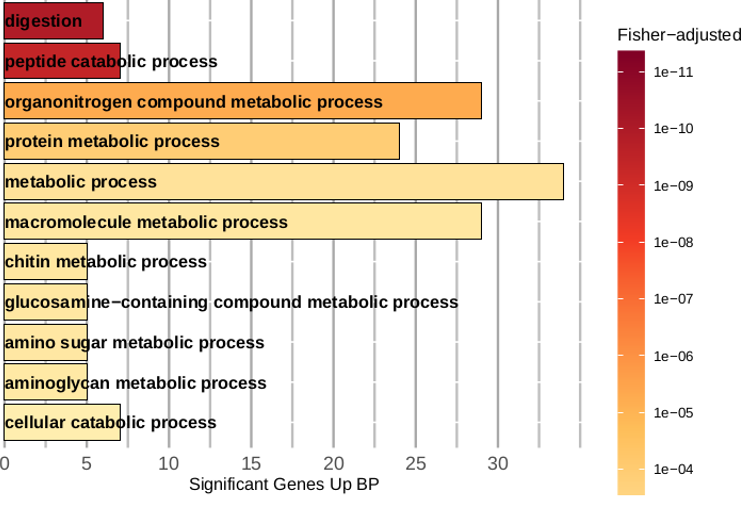 digestion
peptide catabolic process
organonitrogen compound metabolic process
protein metabolic process
metabolic process
macromolecule metabolic process
chitin metabolic process
glucosamine−containing compound metabolic process
amino sugar metabolic process
aminoglycan metabolic process
cellular catabolic process
0 5 10 15 20 25 30
Significant Genes Up BP
Fisher−adjusted
1e−11
1e−10
1e−09
1e−08
1e−07
1e−06
1e−05
1e−04